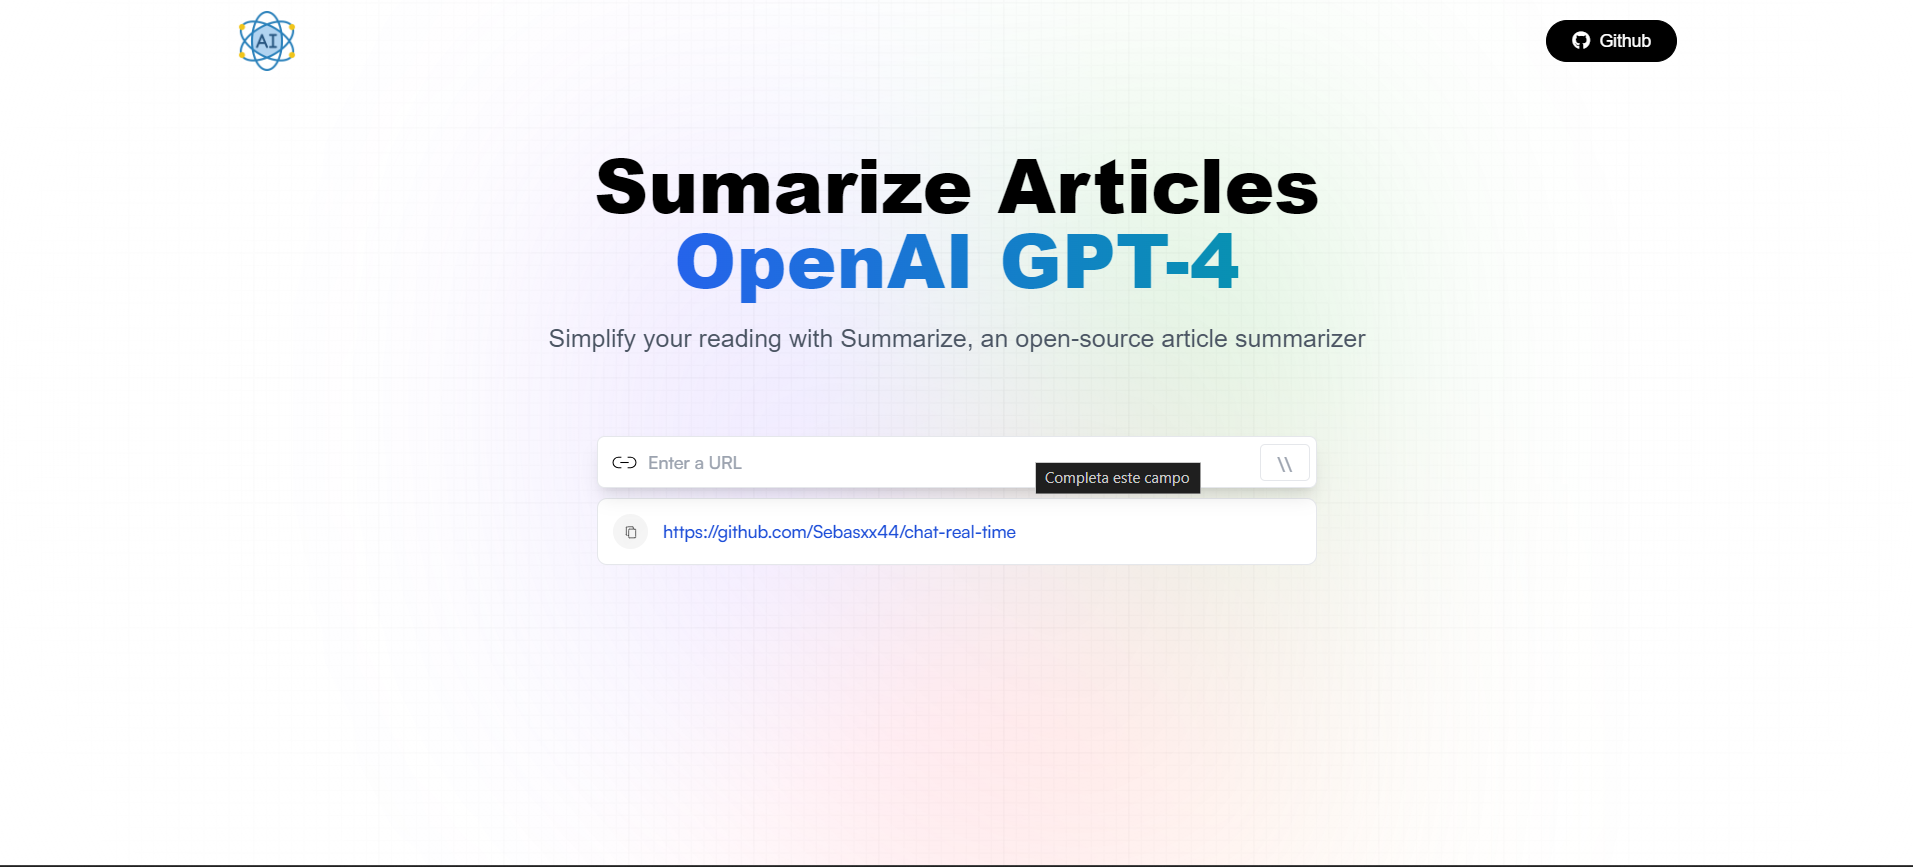 AI
Github
Sumarize Articles
OpenAI GPT-4
Simplify your reading with Summarize, an open-source article summarizer
Enter a URL
\\
Completa este campo
https://github.com/Sebasxx44/chat-real-time